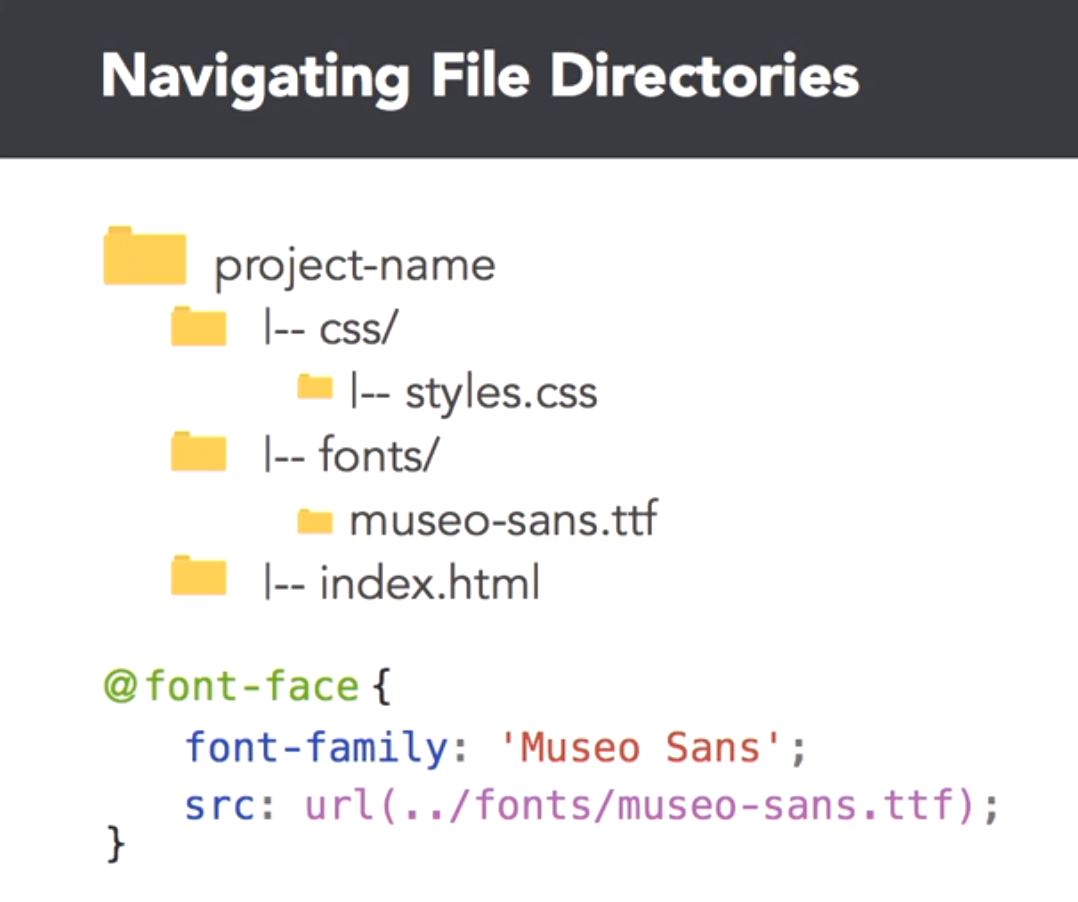 Navigating File Directories
project-name
|-- css/
|-- styles.css
|-- fonts/
museo-sans.ttf
|-- index.html
@font-face {
font-family: 'Museo Sans';
src: url(../fonts/museo-sans.ttf);
}